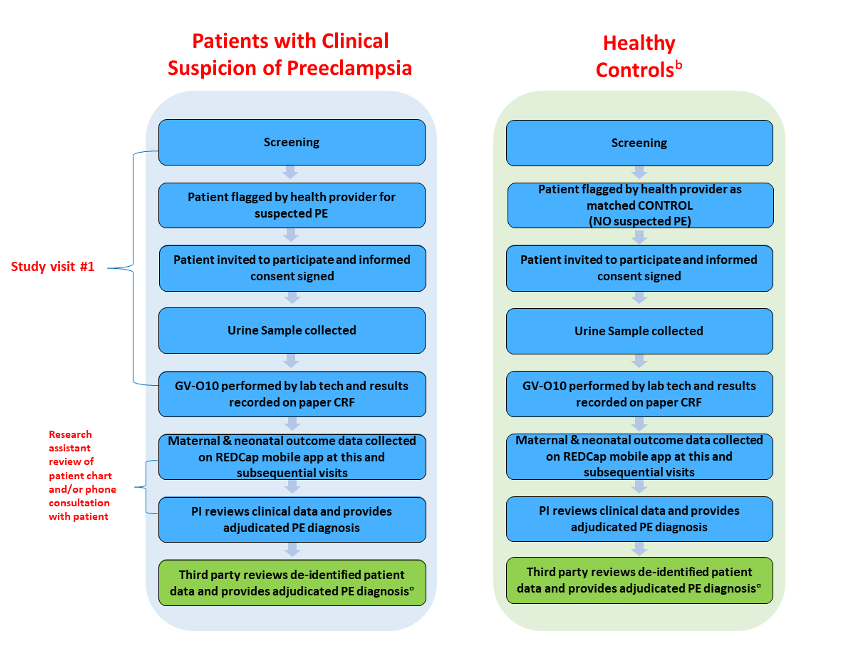 Patients with Clinical
Suspicion of Preeclampsia
Screening
Patient flagged by health provider for
suspected PE
Patient invited to participate and informed
consent signed
Urine Sample collected
GV-O10 performed by lab tech and results
recorded on paper CRF
Maternal & neonatal outcome data collected
on REDCap mobile app at this and
subsequential visits
PI reviews clinical data and provides
adjudicated PE diagnosis
Third party reviews de-identified patient
data and provides adjudicated PE diagnosis¤
Study visit #1
Research
assistant
review of
patient chart
and/or phone
consultation
with patient
Healthy
Controlsᵇ
Screening
Patient flagged by health provider as
matched CONTROL
(NO suspected PE)
Patient invited to participate and informed
consent signed
Urine Sample collected
GV-O10 performed by lab tech and results
recorded on paper CRF
Maternal & neonatal outcome data collected
on REDCap mobile app at this and
subsequential visits
PI reviews clinical data and provides
adjudicated PE diagnosis
Third party reviews de-identified patient
data and provides adjudicated PE diagnosis¤